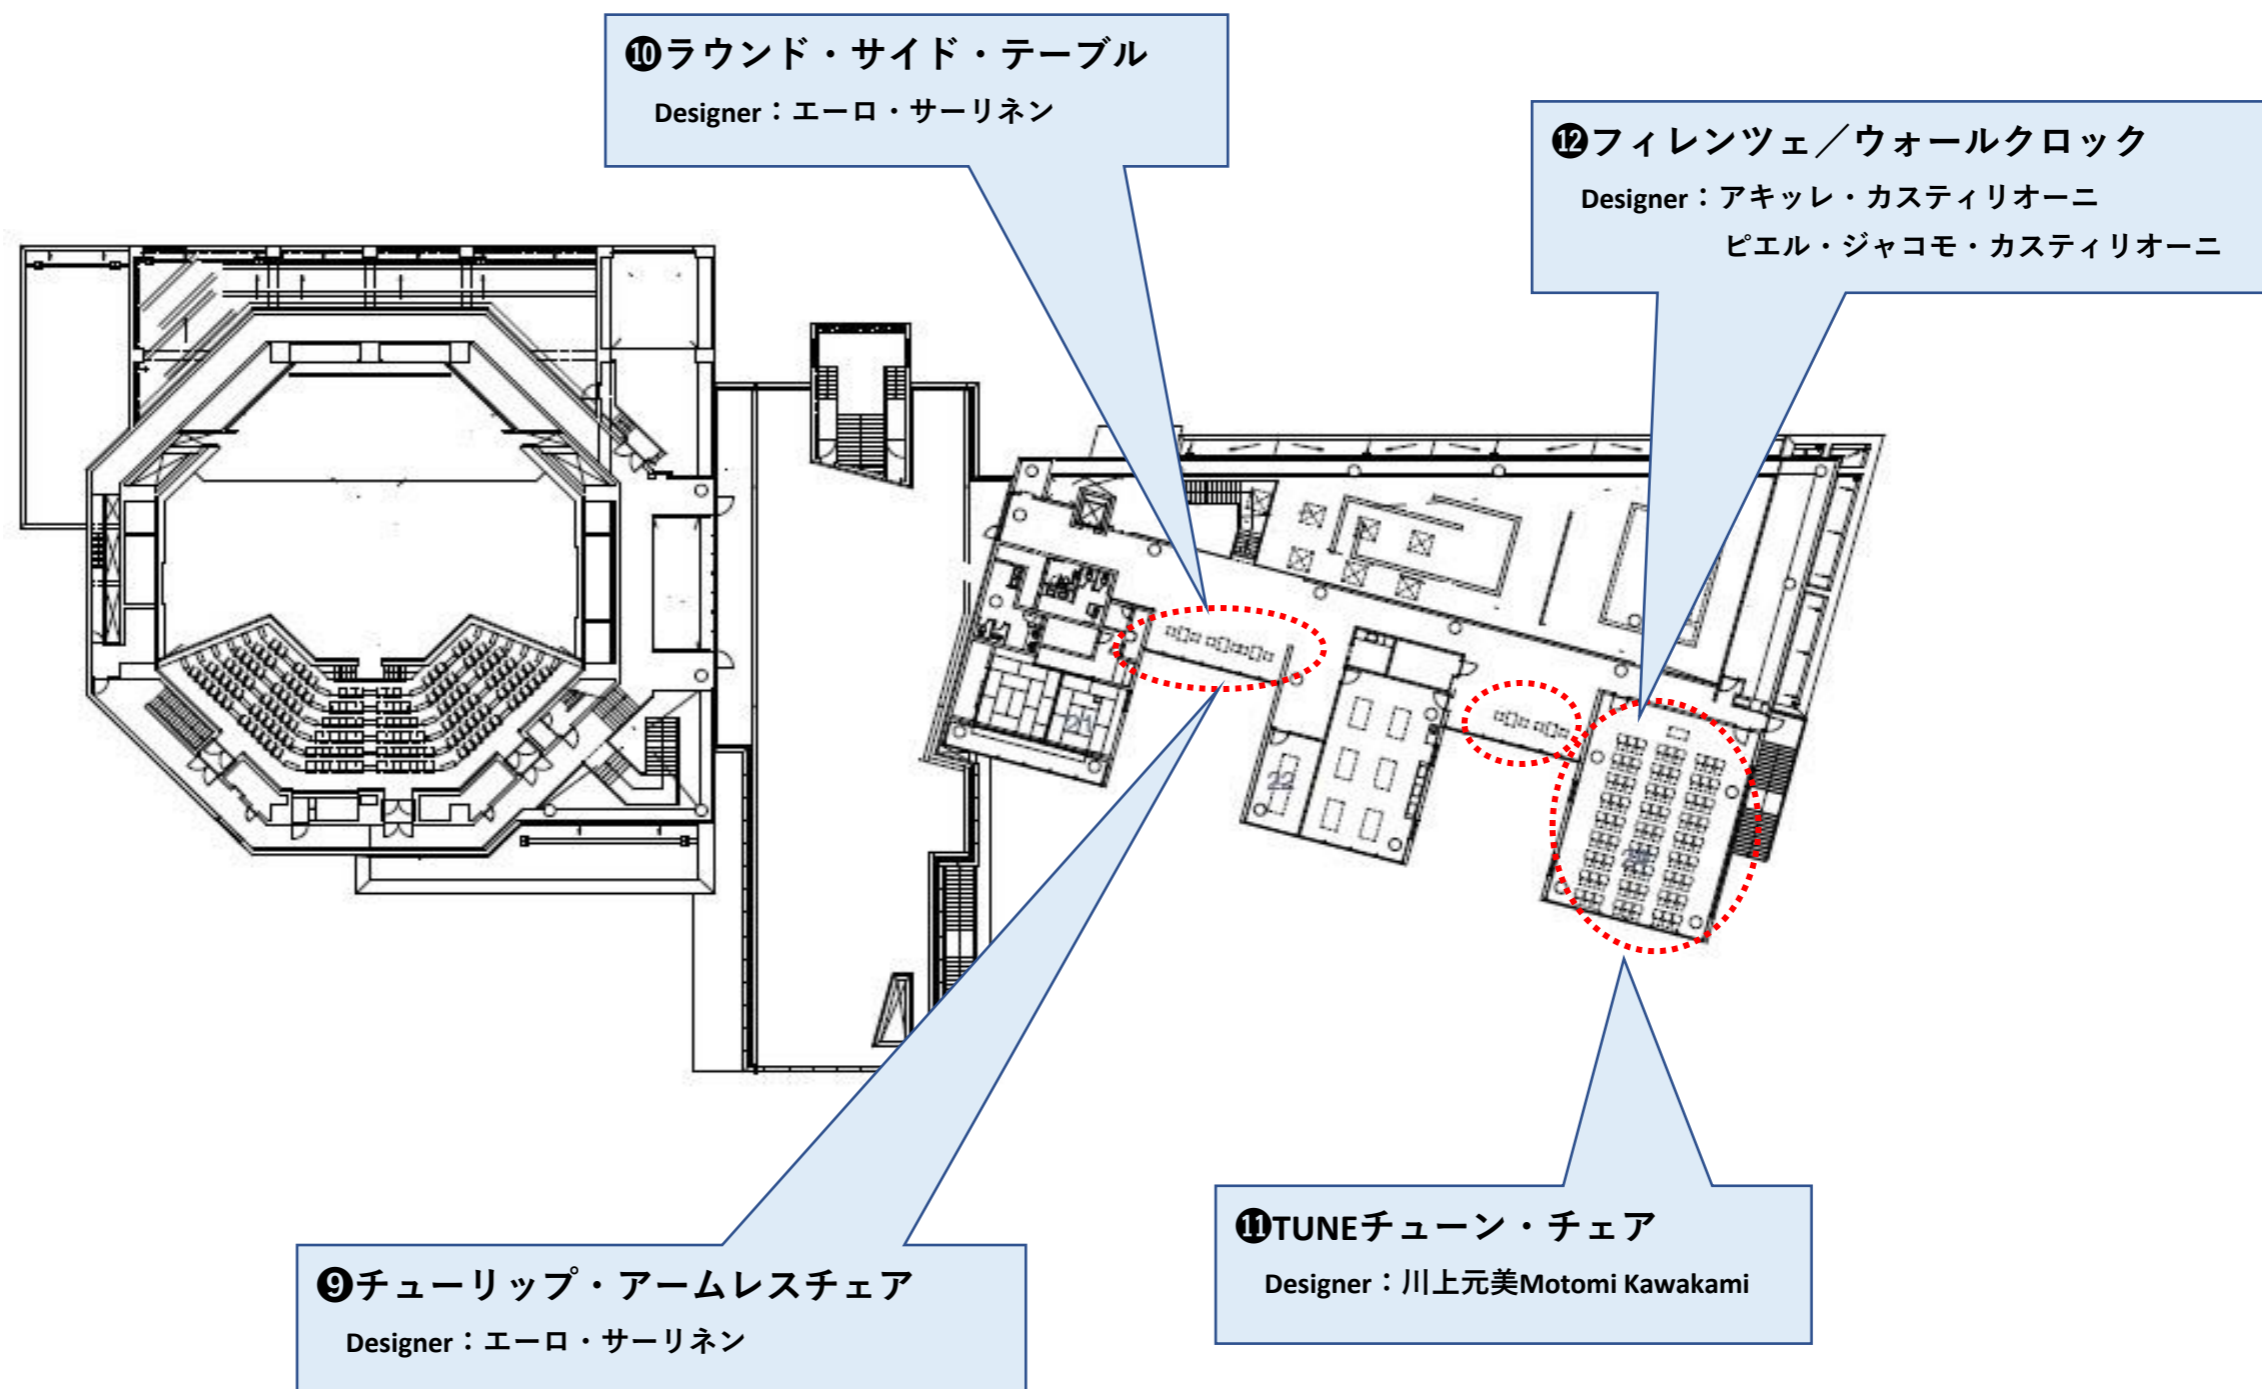 ❿ラウンド・サイド・テーブル
Designer：エーロ・サーリネン
⓬フィレンツェ／ウォールクロック
Designer：アキッレ・カスティリオーニ
ピエル・ジャコモ・カスティリオーニ
21
22
❾チューリップ・アームレスチェア
Designer：エーロ・サーリネン
⓫TUNEチューン・チェア
Designer：川上元美Motomi Kawakami